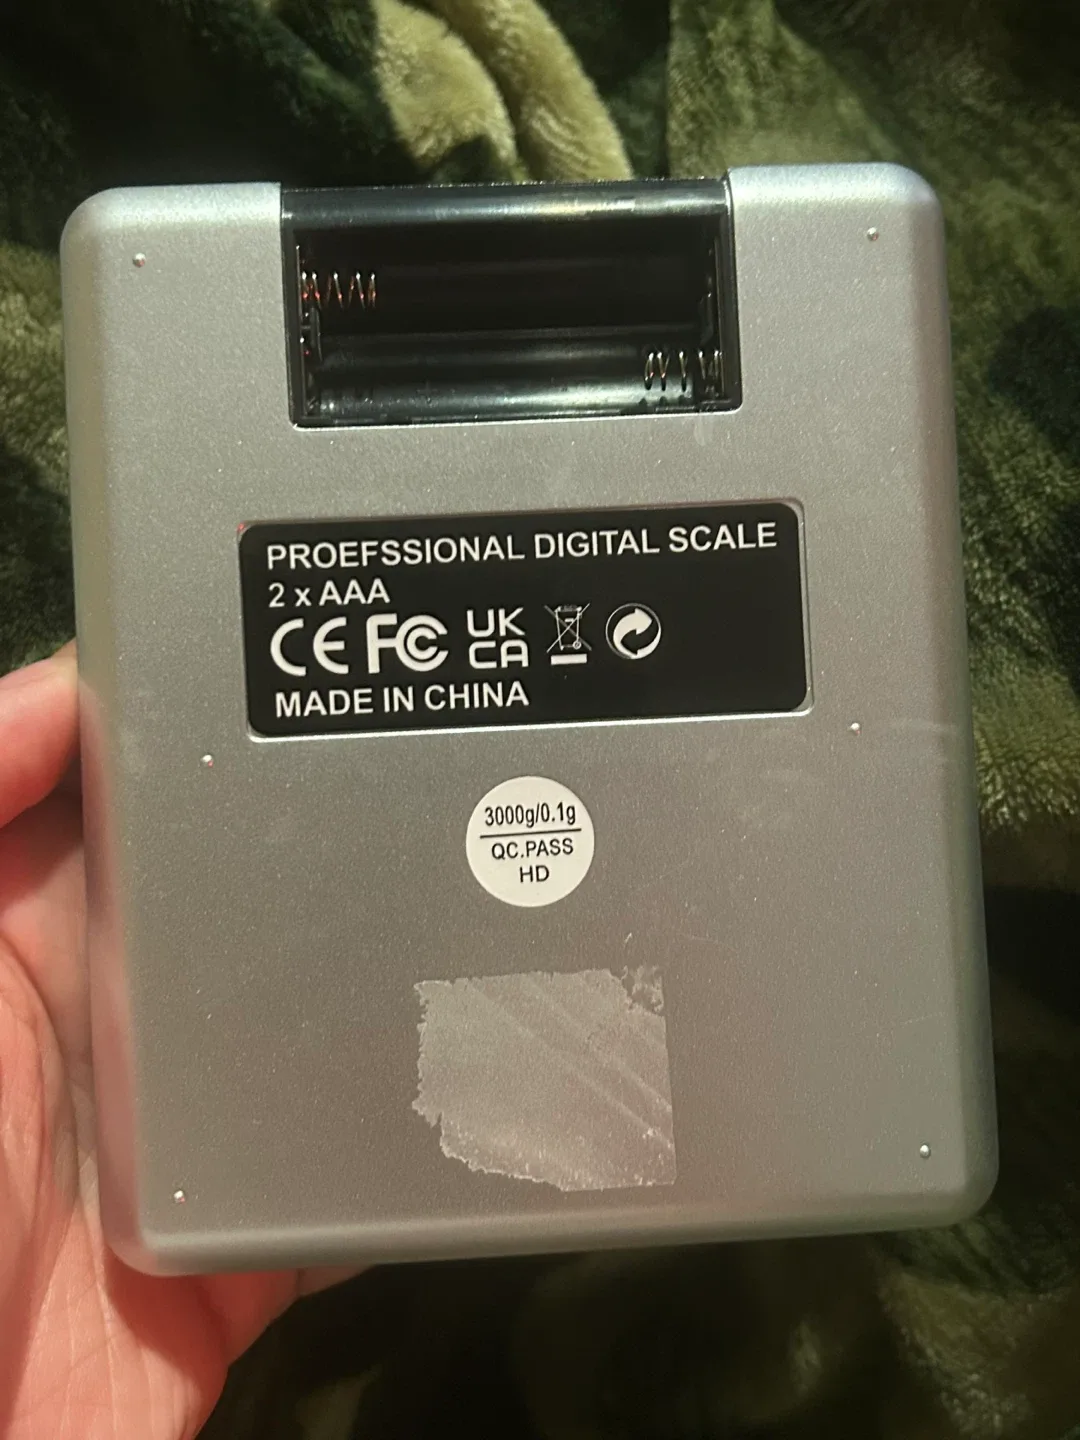 PROEFSSIONAL DIGITAL SCALE
2 x AAA
CE FC UK CA
MADE IN CHINA
3000g/0.1g
QC.PASS
HD